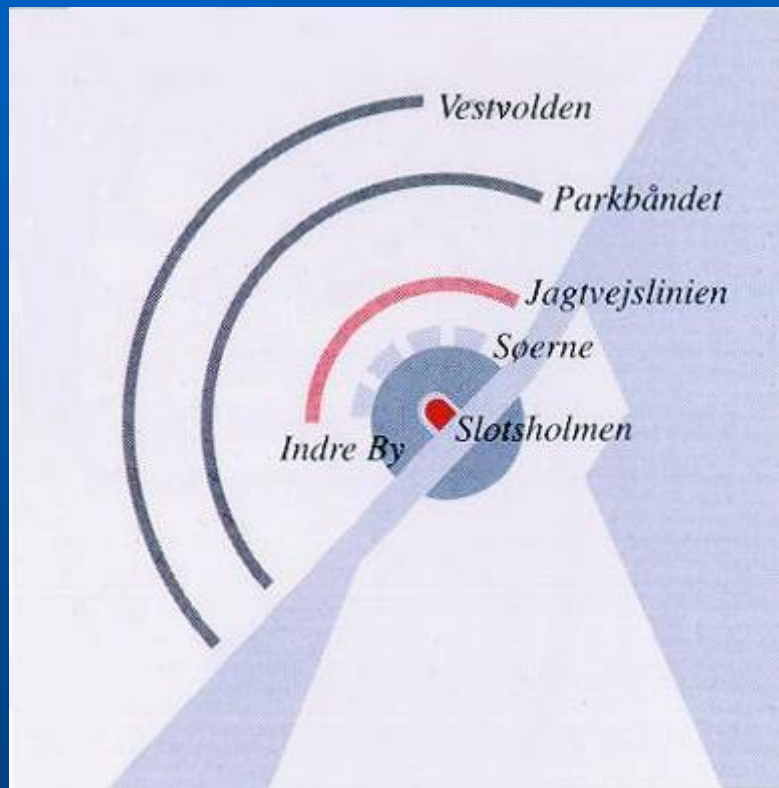 Vestvolden
Parkbåndet
Jagtvejslinien
Søerne
Slotsholmen
Indre By